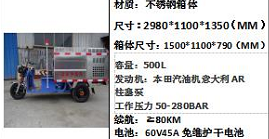 材质：不锈钢箱体
尺寸：2980*1100*1350（MM）
箱体尺寸：1500*1100*790（MM）
容量：500L
发动机：本田汽油机意大利 AR
柱塞泵
工作压力 50-280BAR
续航：≧80KM
电池：60V45A 免维护干电池